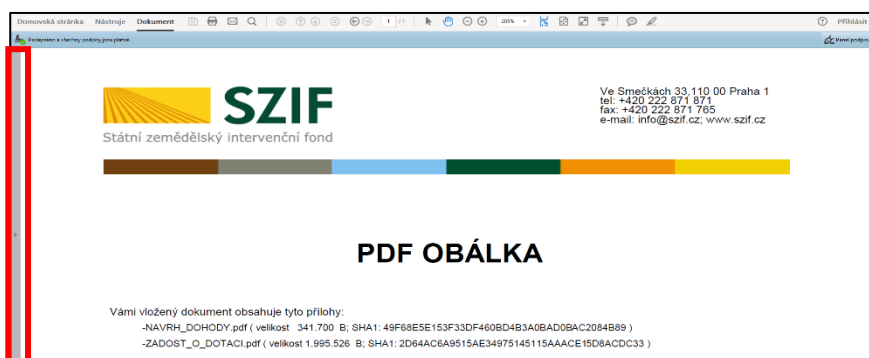 Domovská stránka Nástroje Dokument 1 /1 205% Přihlásit
Podepsáno a všechny podpisy jsou platné. Panel podpisu
SZIF
Státní zemědělský intervenční fond
Ve Smečkách 33,110 00 Praha 1
tel: +420 222 871 871
fax: +420 222 871 765
e-mail: info@szif.cz; www.szif.cz
PDF OBÁLKA
Vámi vložený dokument obsahuje tyto přílohy:
-NAVRH_DOHODY.pdf ( velikost 341.700 B; SHA1: 49F68E5E153F33DF460BD4B3A0BAD0BAC2084B89 )
-ZADOST_O_DOTACI.pdf ( velikost 1.995.526 B; SHA1: 2D64AC6A9515AE34975145115AAACE15D8ACDC33 )